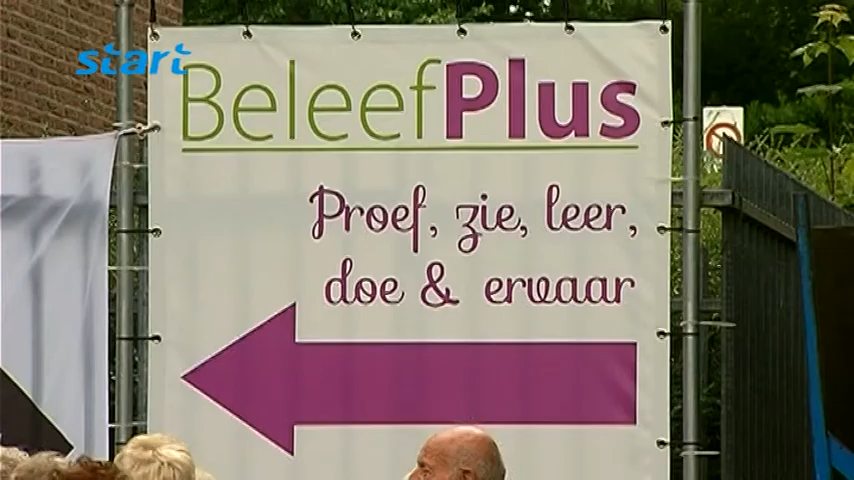 start
BeleefPlus
Proef, zie, leer,
doe & ervaar